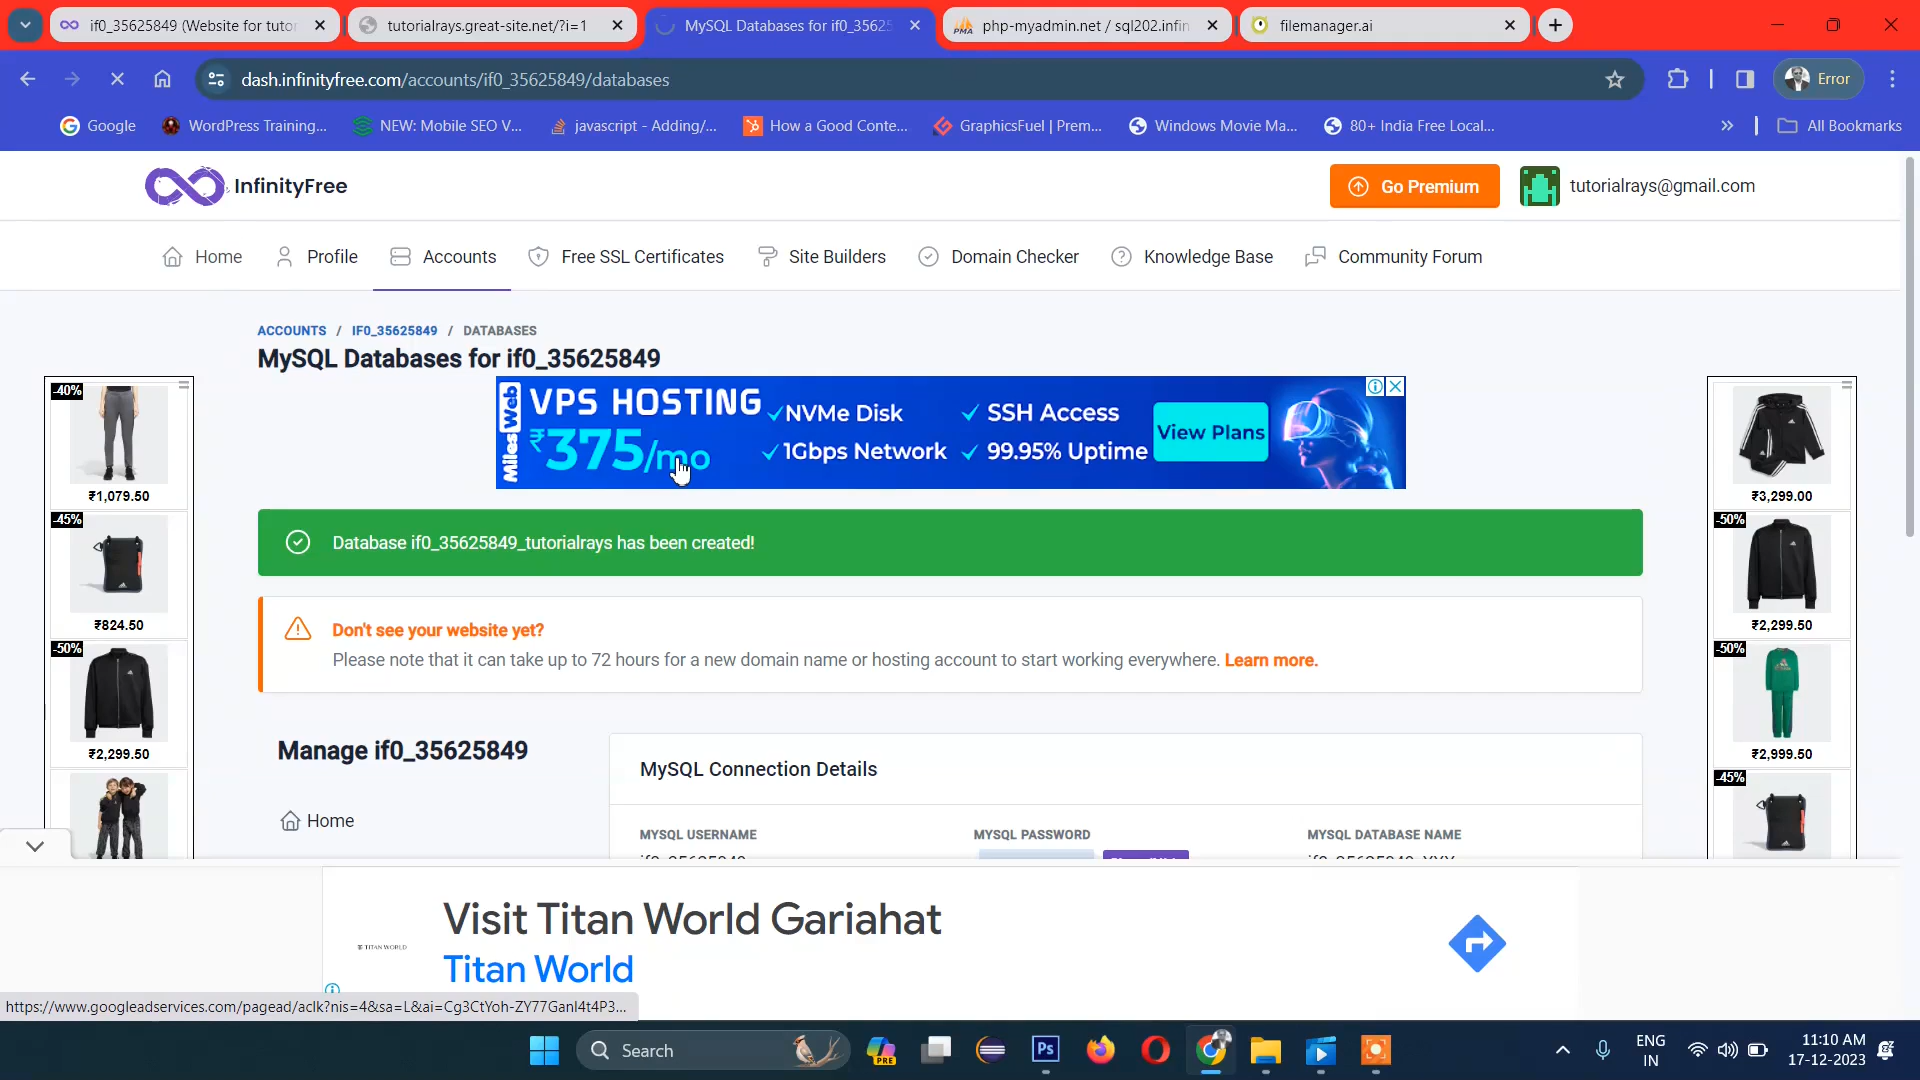 if0_35625849 (Website for tutor
tutorialrays.great-site.net/?i=1
MySQL Databases for if0_35625
php-myadmin.net / sql202.infin
filemanager.ai
dash.infinityfree.com/accounts/if0_35625849/databases
Error
Google
WordPress Training...
NEW: Mobile SEO V...
javascript - Adding/...
How a Good Conte...
GraphicsFuel | Prem...
Windows Movie Ma...
80+ India Free Local...
All Bookmarks
InfinityFree
Go Premium
tutorialrays@gmail.com
Home
Profile
Accounts
Free SSL Certificates
Site Builders
Domain Checker
Knowledge Base
Community Forum
ACCOUNTS / IF0_35625849 / DATABASES
MySQL Databases for if0_35625849
MilesWeb
VPS HOSTING
₹375/mo
NVMe Disk
SSH Access
1Gbps Network
99.95% Uptime
View Plans
-40%
₹1,079.50
-45%
₹824.50
-50%
₹2,299.50
₹3,299.00
-50%
₹2,299.50
-50%
₹2,999.50
-45%
Database if0_35625849_tutorialrays has been created!
Don't see your website yet?
Please note that it can take up to 72 hours for a new domain name or hosting account to start working everywhere. Learn more.
Manage if0_35625849
Home
MySQL Connection Details
MYSQL USERNAME
MYSQL PASSWORD
MYSQL DATABASE NAME
TITAN WORLD
Visit Titan World Gariahat
Titan World
https://www.googleadservices.com/pagead/aclk?nis=4&sa=L&ai=Cg3CtYoh-ZY77GanI4t4P3...
Search
PRE
Ps
ENG
IN
11:10 AM
17-12-2023